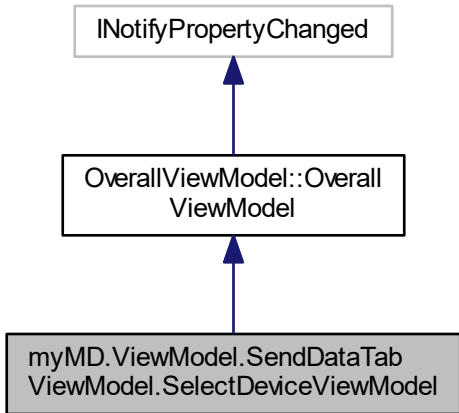 INotifyPropertyChanged
OverallViewModel::Overall
ViewModel
myMD.ViewModel.SendDataTab
ViewModel.SelectDeviceViewModel